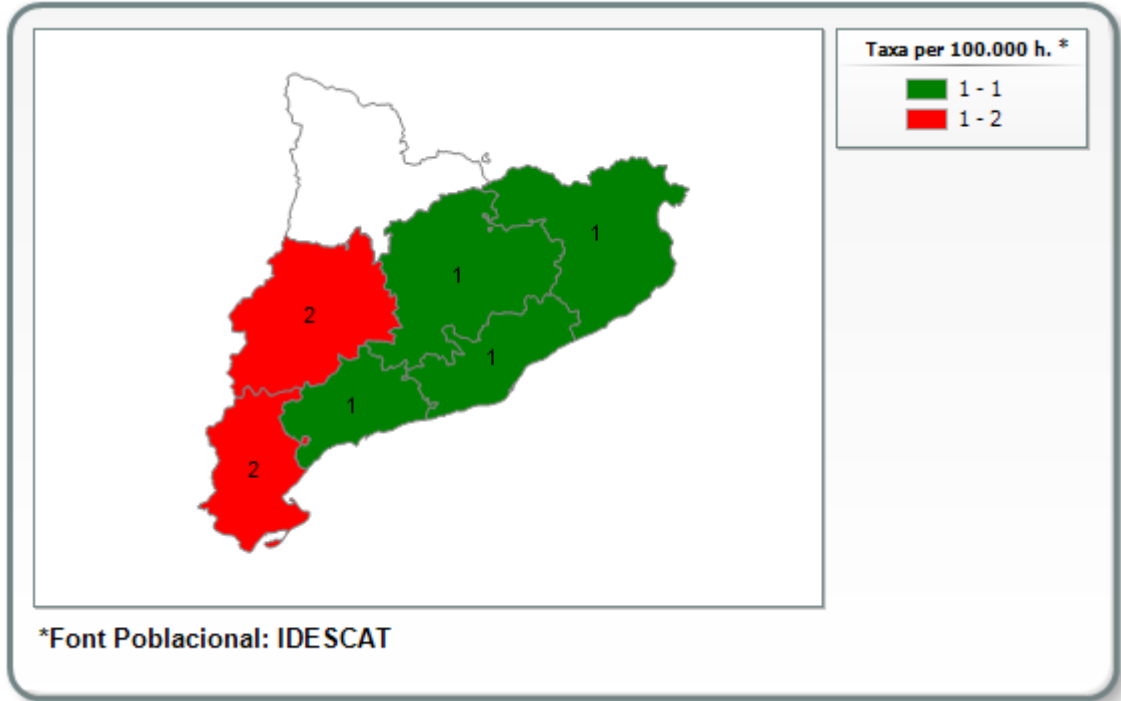 Taxa per 100.000 h. *
1 - 1
1 - 2
1
1
2
1
1
2
*Font Poblacional: IDESCAT